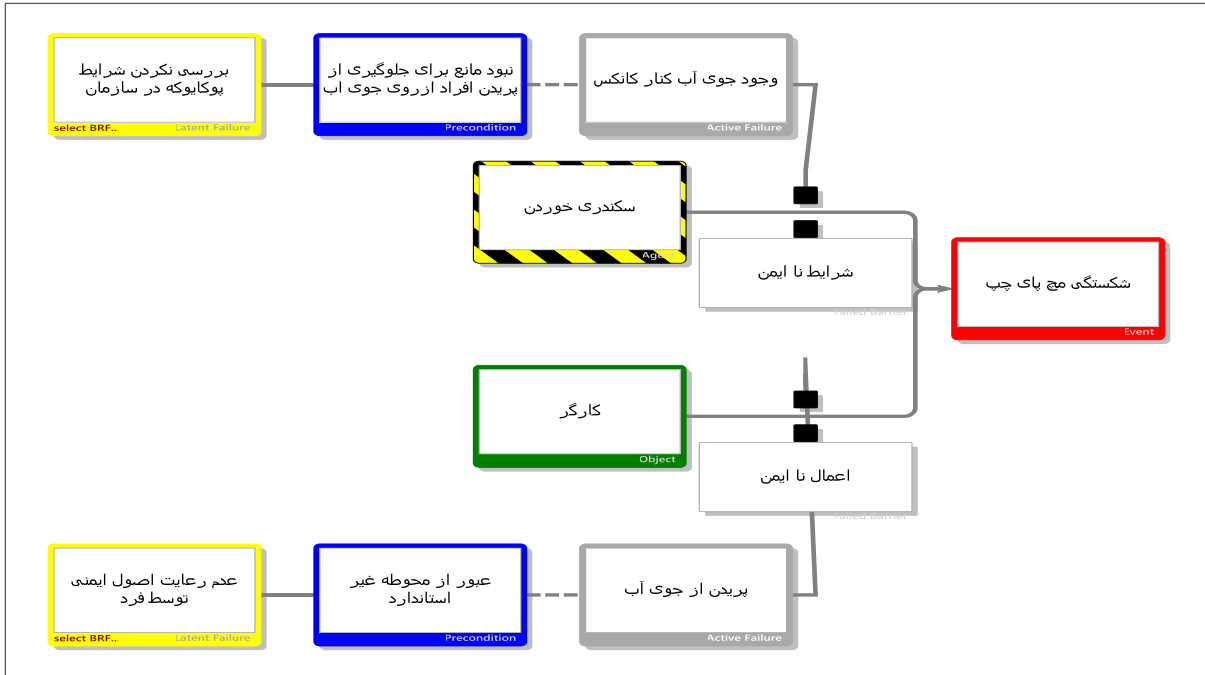 بررسی نکردن شرایط
پوکایوکه در سازمان
select BRF...
Latent Failure
نبود مانع برای جلوگیری از
پریدن افراد ازروی جوی اب
Precondition
وجود جوی آب کنار کانکس
Active Failure
سکندری خوردن
Agent
شرایط نا ایمن
Failed Barrier
شکستگی مچ پای چپ
Event
کارگر
Object
اعمال نا ایمن
Failed Barrier
عدم رعایت اصول ایمنی
توسط فرد
select BRF...
Latent Failure
عبور از محوطه غیر
استاندارد
Precondition
پریدن از جوی آب
Active Failure